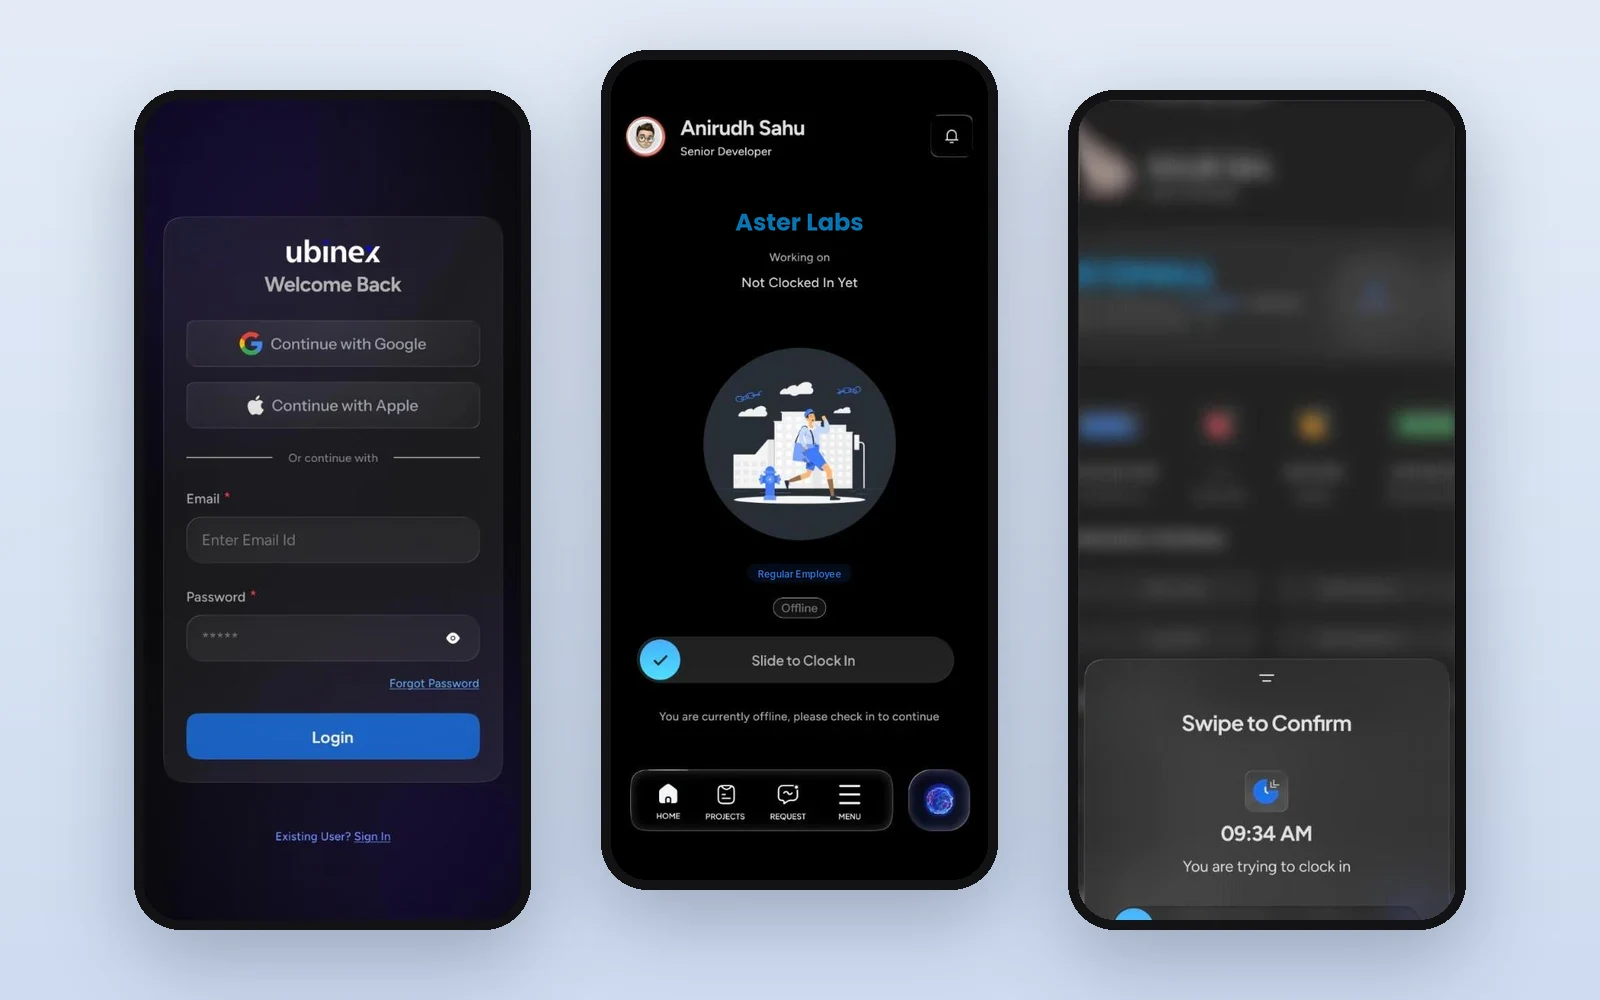 ubinex
Welcome Back
Continue with Google
Continue with Apple
Or continue with
Email *
Enter Email Id
Password *
*****
Forgot Password
Login
Existing User? Sign In
Anirudh Sahu
Senior Developer
Aster Labs
Working on
Not Clocked In Yet
Regular Employee
Offline
Slide to Clock In
You are currently offline, please check in to continue
HOME
PROJECTS
REQUEST
MENU
Swipe to Confirm
09:34 AM
You are trying to clock in